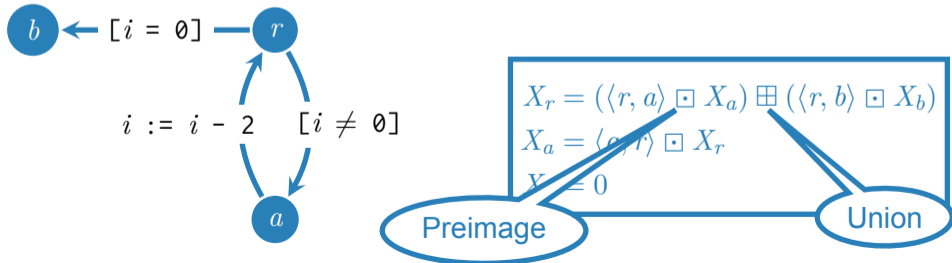 b [i = 0] r
i := i - 2 [i ≠ 0]
a
X_r = (⟨r, a⟩ ⊡ X_a) ⊞ (⟨r, b⟩ ⊡ X_b)
X_a = ⟨a, r⟩ ⊡ X_r
= 0
Preimage
Union